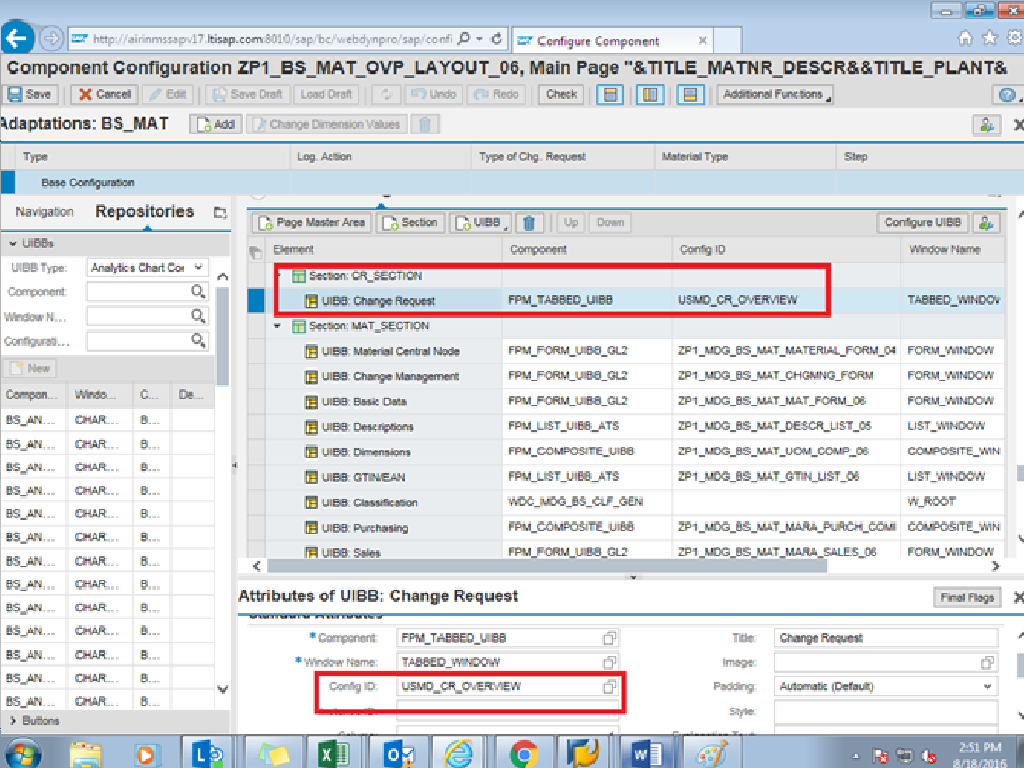 http://airinmssapv17.ltisap.com:8010/sap/bc/webdynpro/sap/confi
Configure Component
Component Configuration ZP1_BS_MAT_OVP_LAYOUT_06, Main Page "&TITLE_MATNR_DESCR&&TITLE_PLANT&
Save Cancel Edit Save Draft Load Draft Undo Redo Check Additional Functions
Adaptations: BS_MAT Add Change Dimension Values
Type Log. Action Type of Chg. Request Material Type Step
Base Configuration
Navigation Repositories
UIBBs
UIBB Type: Analytics Chart Cor
Component:
Window N...
Configurati...
New
Compon... Windo... C... De...
BS_AN... CHAR... B...
BS_AN... CHAR... B...
BS_AN... CHAR... B...
BS_AN... CHAR... B...
BS_AN... CHAR... B...
BS_AN... CHAR... B...
BS_AN... CHAR... B...
BS_AN... CHAR... B...
BS_AN... CHAR... B...
BS_AN... CHAR... B...
BS_AN... CHAR... B...
BS_AN... CHAR... B...
BS_AN... CHAR... B...
Buttons
Page Master Area Section UIBB Up Down Configure UIBB
Element Component Config ID Window Name
Section: CR_SECTION
UIBB: Change Request FPM_TABBED_UIBB USMD_CR_OVERVIEW TABBED_WINDOW
Section: MAT_SECTION
UIBB: Material Central Node FPM_FORM_UIBB_GL2 ZP1_MDG_BS_MAT_MATERIAL_FORM_04 FORM_WINDOW
UIBB: Change Management FPM_FORM_UIBB_GL2 ZP1_MDG_BS_MAT_CHGMNG_FORM FORM_WINDOW
UIBB: Basic Data FPM_FORM_UIBB_GL2 ZP1_MDG_BS_MAT_MAT_FORM_06 FORM_WINDOW
UIBB: Descriptions FPM_LIST_UIBB_ATS ZP1_MDG_BS_MAT_DESCR_LIST_05 LIST_WINDOW
UIBB: Dimensions FPM_COMPOSITE_UIBB ZP1_MDG_BS_MAT_UOM_COMP_06 COMPOSITE_WIN
UIBB: GTIN/EAN FPM_LIST_UIBB_ATS ZP1_MDG_BS_MAT_GTIN_LIST_06 LIST_WINDOW
UIBB: Classification WDC_MDG_BS_CLF_GEN W_ROOT
UIBB: Purchasing FPM_COMPOSITE_UIBB ZP1_MDG_BS_MAT_MARA_PURCH_COMI COMPOSITE_WIN
UIBB: Sales FPM_FORM_UIBB_GL2 ZP1_MDG_BS_MAT_MARA_SALES_06 FORM_WINDOW
Attributes of UIBB: Change Request Final Flags
Standard Attributes
* Component: FPM_TABBED_UIBB Title: Change Request
* Window Name: TABBED_WINDOW Image:
Config ID: USMD_CR_OVERVIEW Padding: Automatic (Default)
Style:
2:51 PM
8/18/2016